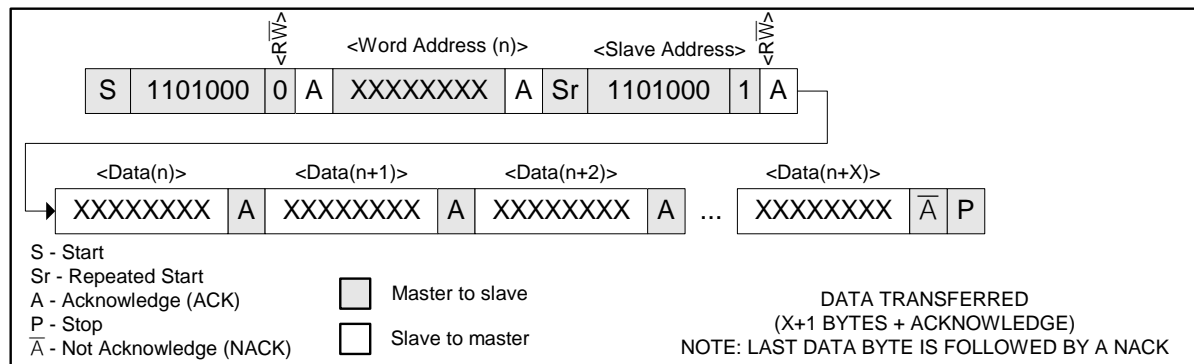 <RW̅> <Word Address (n)> <Slave Address> <RW̅>
S 1101000 0 A XXXXXXXX A Sr 1101000 1 A
<Data(n)> <Data(n+1)> <Data(n+2)> <Data(n+X)>
XXXXXXXX A XXXXXXXX A XXXXXXXX A ... XXXXXXXX A̅ P
S - Start
Sr - Repeated Start
A - Acknowledge (ACK)
P - Stop
A̅ - Not Acknowledge (NACK)
Master to slave
Slave to master
DATA TRANSFERRED
(X+1 BYTES + ACKNOWLEDGE)
NOTE: LAST DATA BYTE IS FOLLOWED BY A NACK